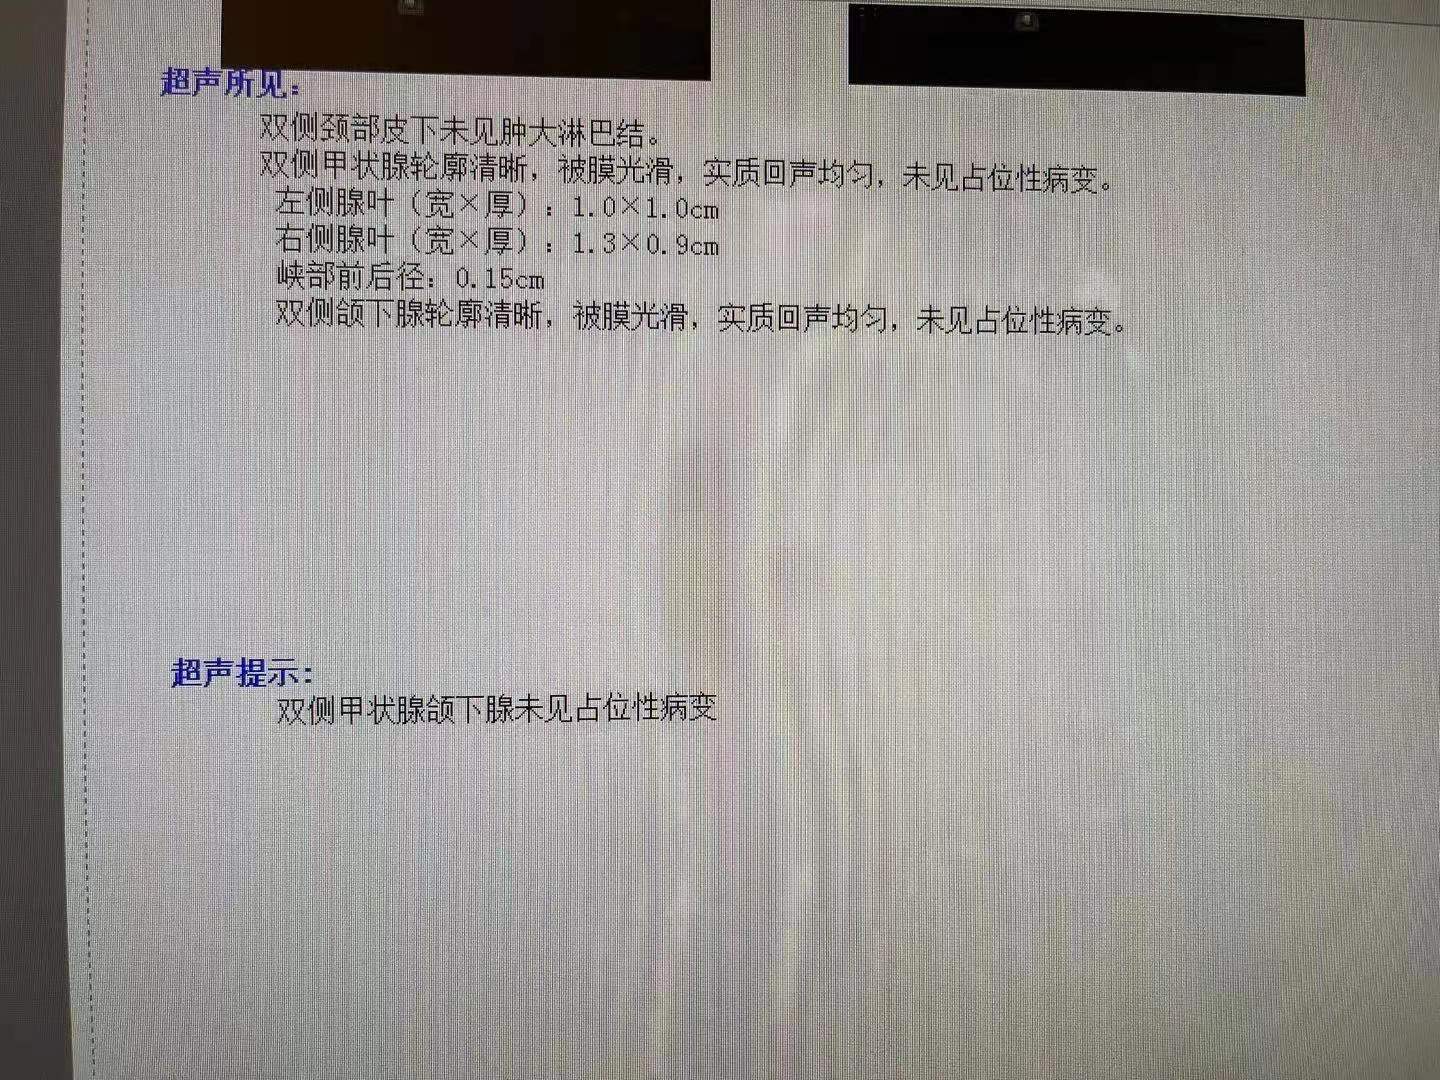 超声所见：
双侧颈部皮下未见肿大淋巴结。
双侧甲状腺轮廓清晰，被膜光滑，实质回声均匀，未见占位性病变。
左侧腺叶（宽×厚）：1.0×1.0cm
右侧腺叶（宽×厚）：1.3×0.9cm
峡部前后径：0.15cm
双侧颌下腺轮廓清晰，被膜光滑，实质回声均匀，未见占位性病变。
超声提示：
双侧甲状腺颌下腺未见占位性病变